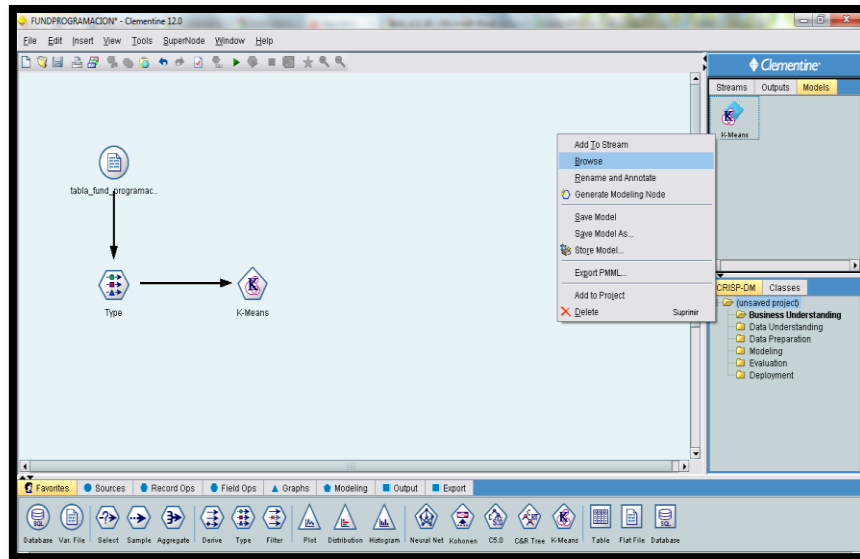 FUNDPROGRAMACION* - Clementine 12.0
File Edit Insert View Tools SuperNode Window Help
Clementine
Streams Outputs Models
K-Means
Add To Stream
Browse
Rename and Annotate
Generate Modeling Node
Save Model
Save Model As...
Store Model...
Export PMML...
Add to Project
Delete Suprimir
tabla_fund_programac...
Type
K-Means
CRISP-DM Classes
(unsaved project)
Business Understanding
Data Understanding
Data Preparation
Modeling
Evaluation
Deployment
Favorites Sources Record Ops Field Ops Graphs Modeling Output Export
Database Var. File Select Sample Aggregate Derive Type Filter Plot Distribution Histogram Neural Net Kohonen C5.0 C&R Tree K-Means Table Flat File Database